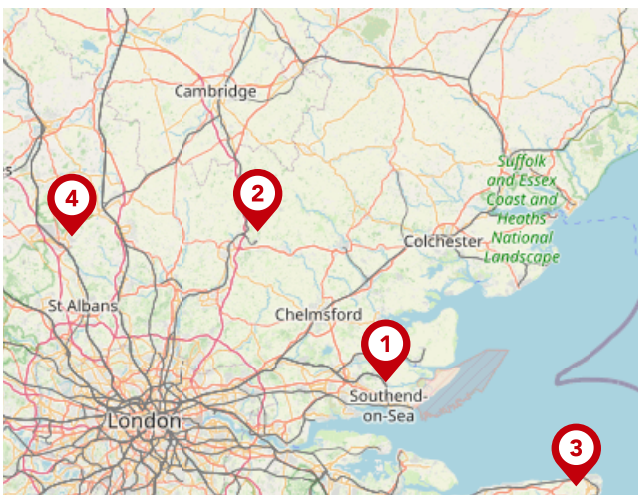 Cambridge
s
4
2
Suffolk
and Essex
Coast and
Heaths
National
Landscape
Colchester
St Albans
Chelmsford
1
Southend-
on-Sea
London
3